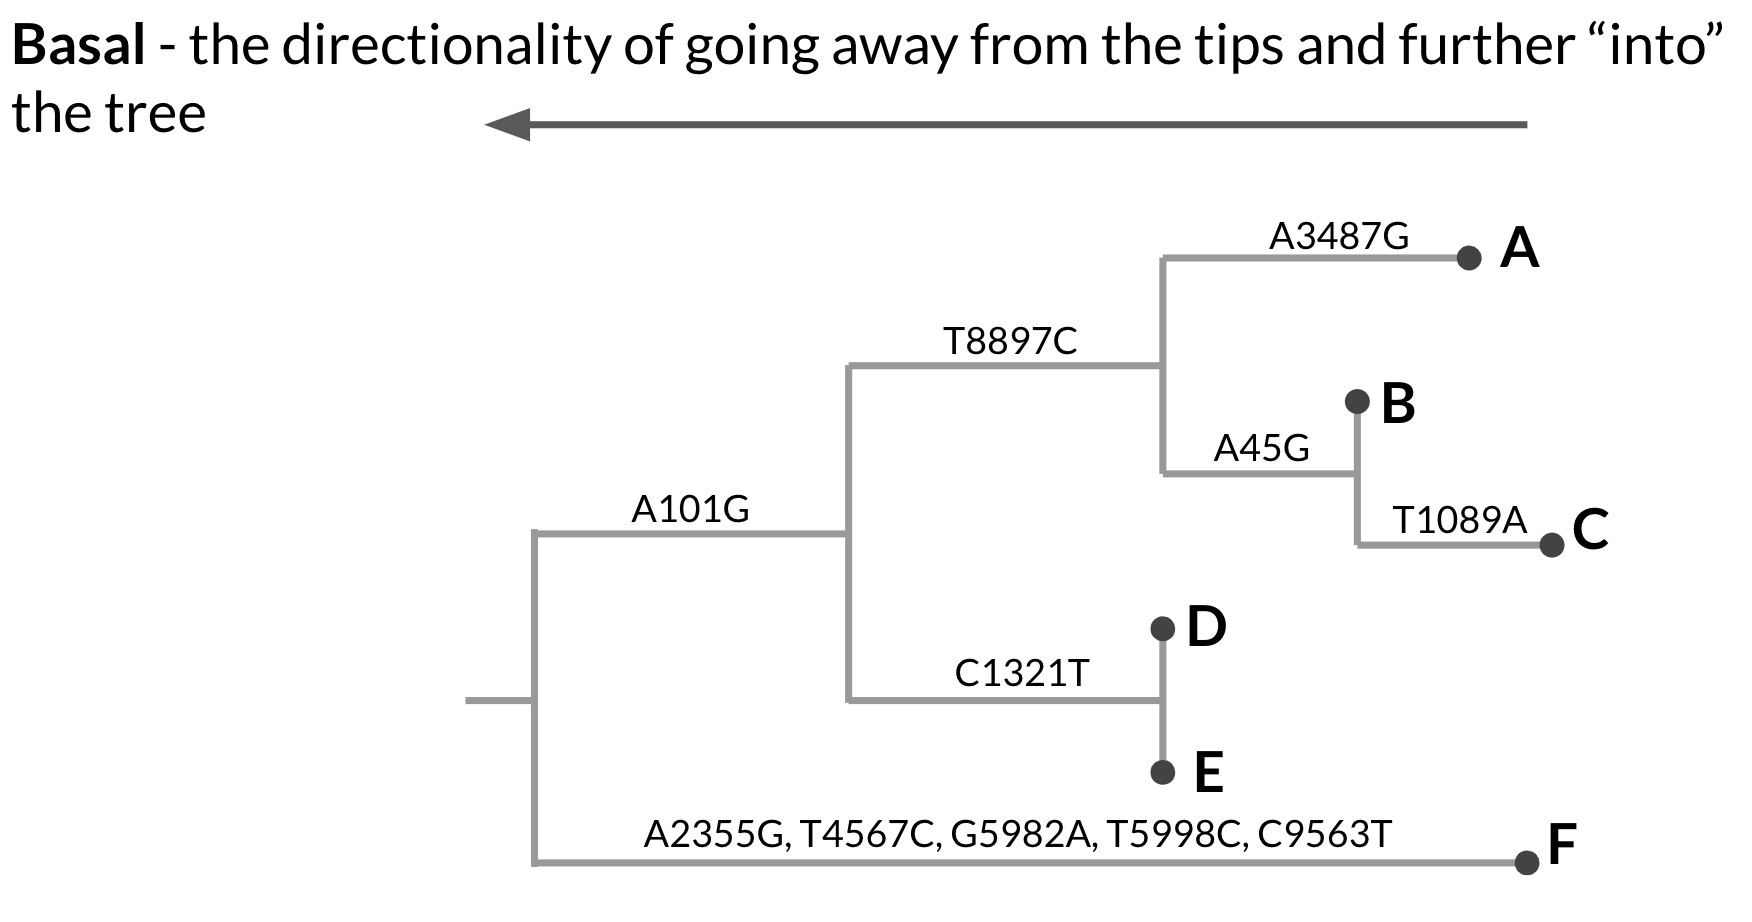 Basal - the directionality of going away from the tips and further “into”
the tree
A3487G
A
T8897C
B
A45G
A101G
T1089A
C
D
C1321T
E
A2355G, T4567C, G5982A, T5998C, C9563T
F